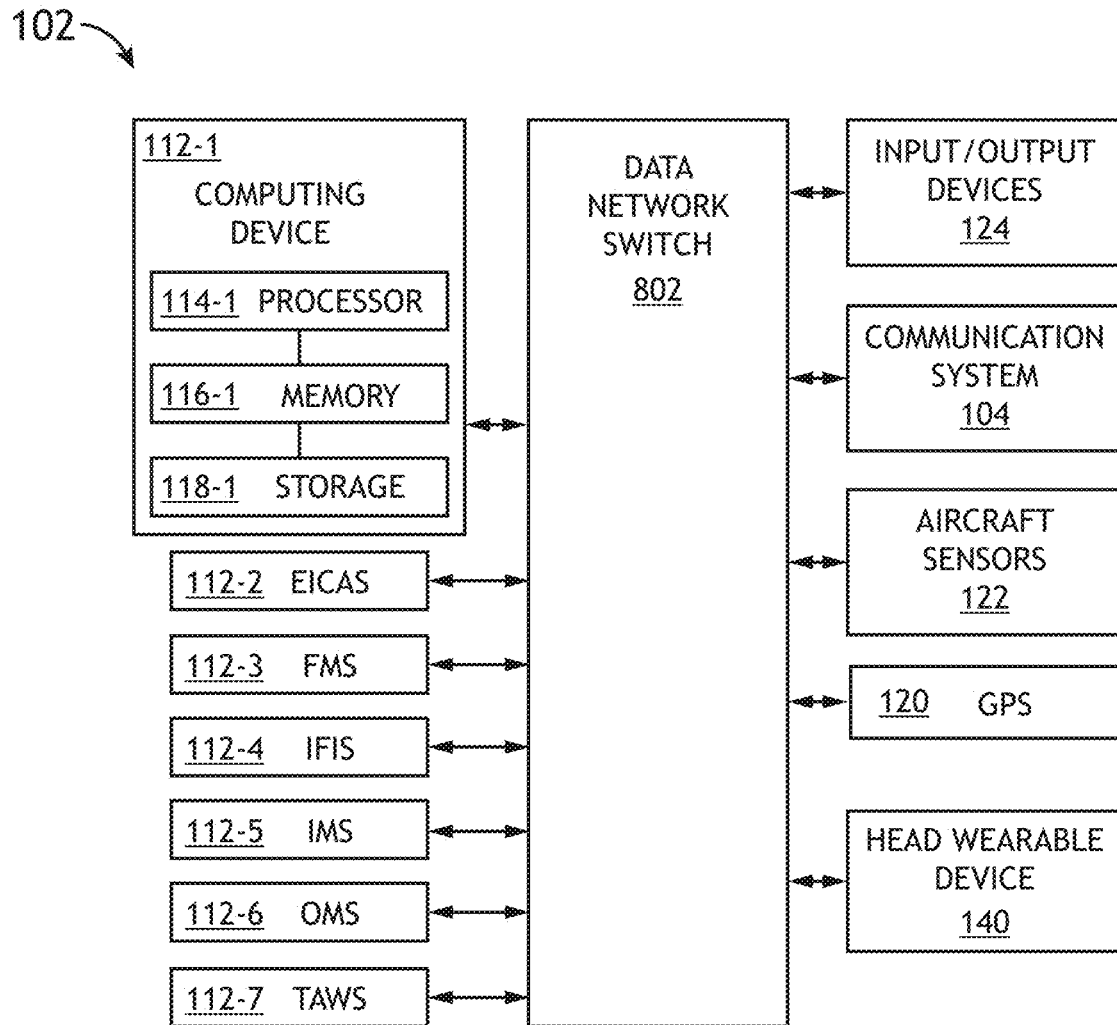 102
112-1
COMPUTING
DEVICE
114-1 PROCESSOR
116-1 MEMORY
118-1 STORAGE
112-2 EICAS
112-3 FMS
112-4 IFIS
112-5 IMS
112-6 OMS
112-7 TAWS
DATA
NETWORK
SWITCH
802
INPUT/OUTPUT
DEVICES
124
COMMUNICATION
SYSTEM
104
AIRCRAFT
SENSORS
122
120 GPS
HEAD WEARABLE
DEVICE
140